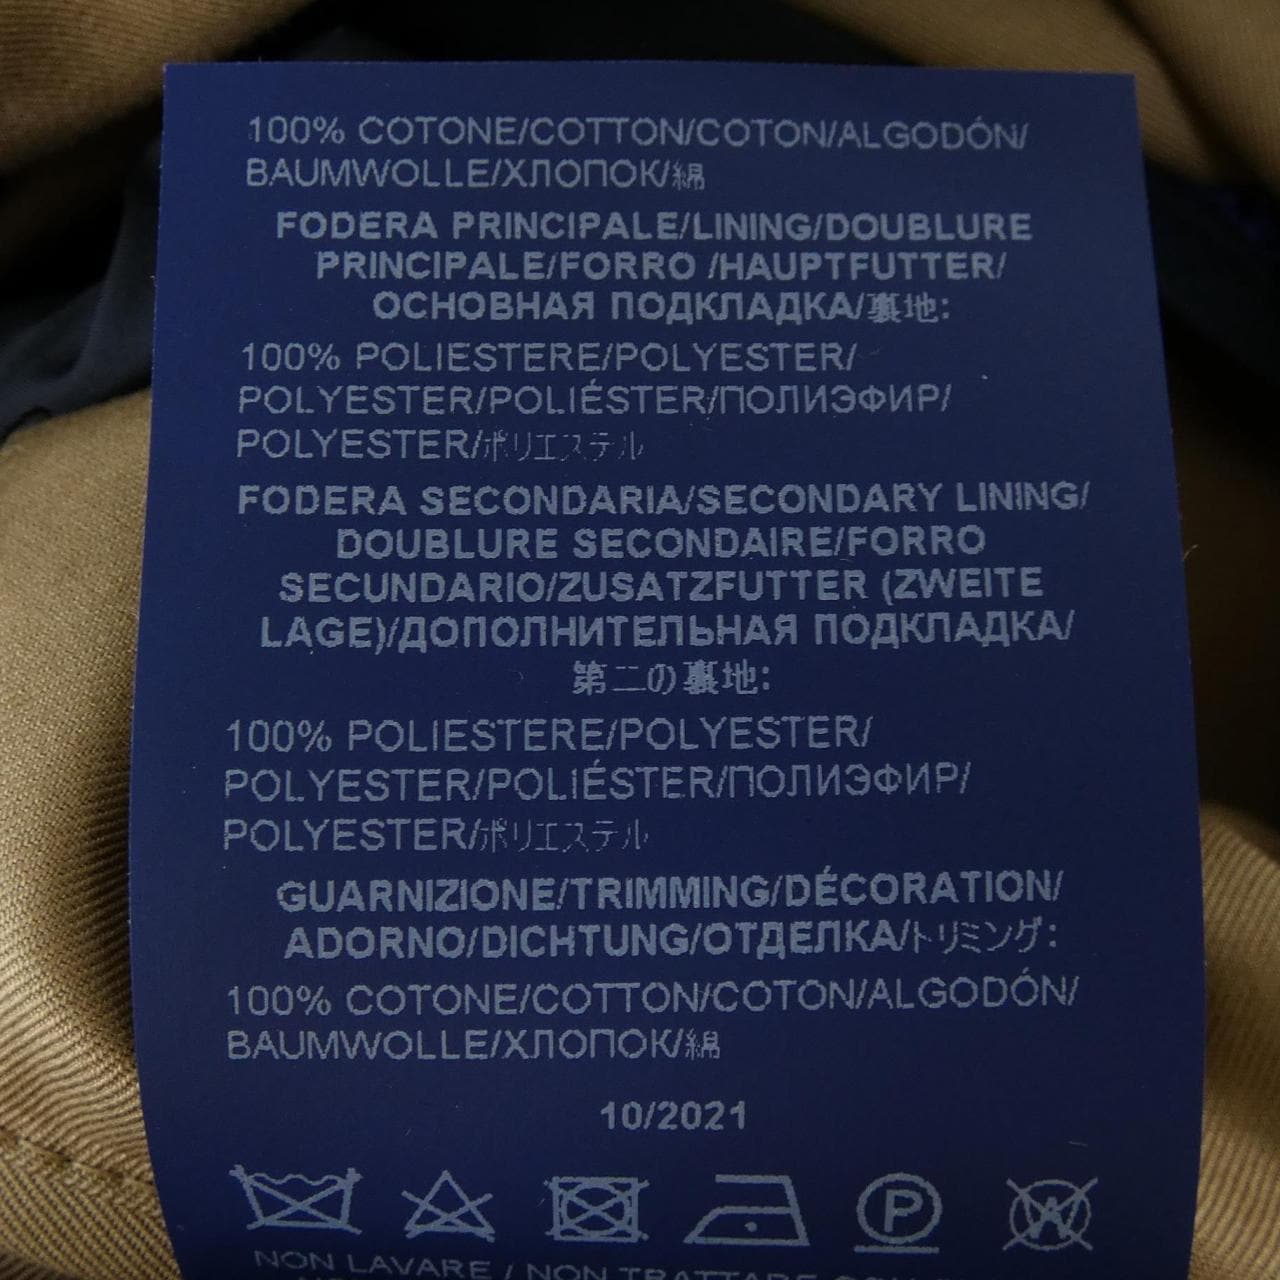 100% COTONE/COTTON/COTON/ALGODÓN/
BAUMWOLLE/ХЛОПОК/綿
FODERA PRINCIPALE/LINING/DOUBLURE
PRINCIPALE/FORRO /HAUPTFUTTER/
ОСНОВНАЯ ПОДКЛАДКА/裏地:
100% POLIESTERE/POLYESTER/
POLYESTER/POLIÉSTER/ПОЛИЭФИР/
POLYESTER/ポリエステル
FODERA SECONDARIA/SECONDARY LINING/
DOUBLURE SECONDAIRE/FORRO
SECUNDARIO/ZUSATZFUTTER (ZWEITE
LAGE)/ДОПОЛНИТЕЛЬНАЯ ПОДКЛАДКА/
第二の裏地:
100% POLIESTERE/POLYESTER/
POLYESTER/POLIÉSTER/ПОЛИЭФИР/
POLYESTER/ポリエステル
GUARNIZIONE/TRIMMING/DÉCORATION/
ADORNO/DICHTUNG/ОТДЕЛКА/トリミング:
100% COTONE/COTTON/COTON/ALGODÓN/
BAUMWOLLE/ХЛОПОК/綿
10/2021
P W
NON LAVARE / NON TRATTARE